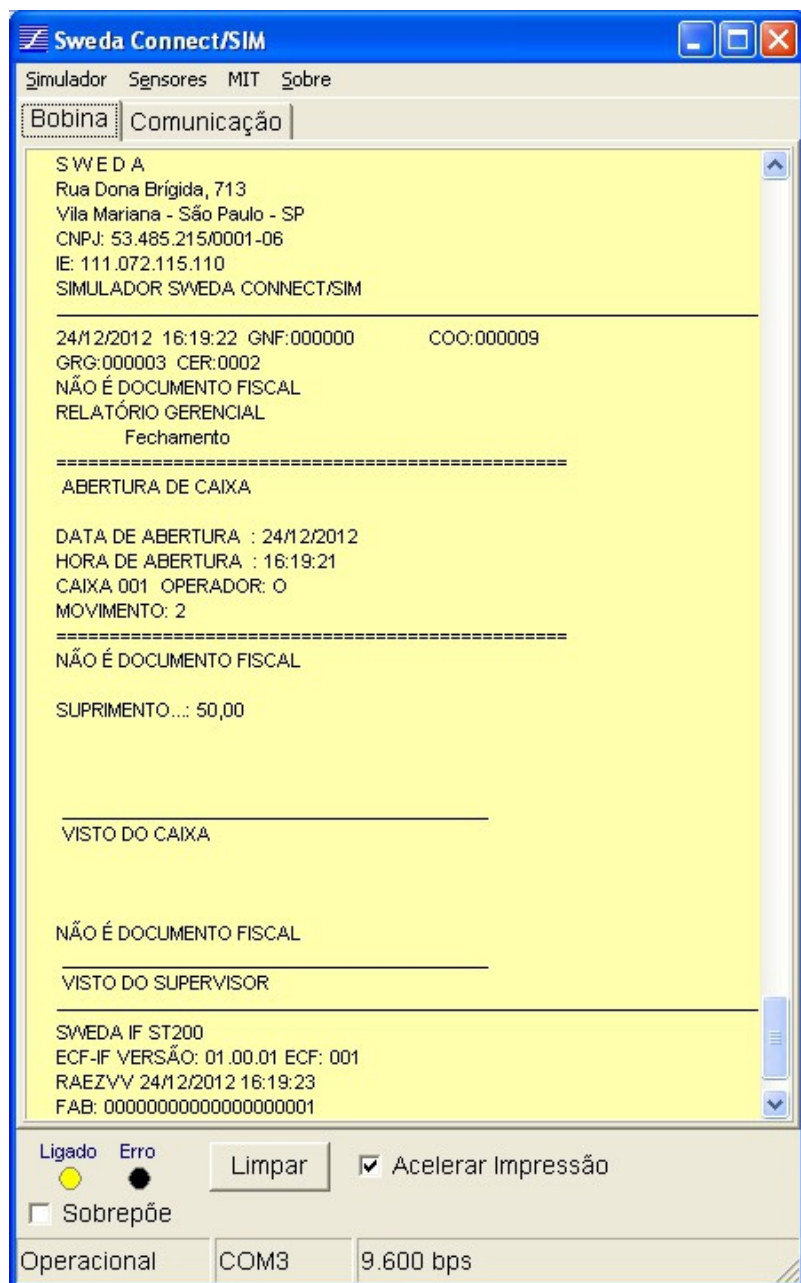 Sweda Connect/SIM
Simulador Sensores MIT Sobre
Bobina Comunicação
SWEDA
Rua Dona Brígida, 713
Vila Mariana - São Paulo - SP
CNPJ: 53.485.215/0001-06
IE: 111.072.115.110
SIMULADOR SWEDA CONNECT/SIM
24/12/2012 16:19:22 GNF:000000 COO:000009
GRG:000003 CER:0002
NÃO É DOCUMENTO FISCAL
RELATÓRIO GERENCIAL
Fechamento
================================================
ABERTURA DE CAIXA
DATA DE ABERTURA : 24/12/2012
HORA DE ABERTURA : 16:19:21
CAIXA 001 OPERADOR: O
MOVIMENTO: 2
================================================
NÃO É DOCUMENTO FISCAL
SUPRIMENTO...: 50,00
VISTO DO CAIXA
NÃO É DOCUMENTO FISCAL
VISTO DO SUPERVISOR
SWEDA IF ST200
ECF-IF VERSÃO: 01.00.01 ECF: 001
RAEZVV 24/12/2012 16:19:23
FAB: 00000000000000000001
Ligado Erro
Limpar Acelerar Impressão
Sobrepõe
Operacional COM3 9.600 bps